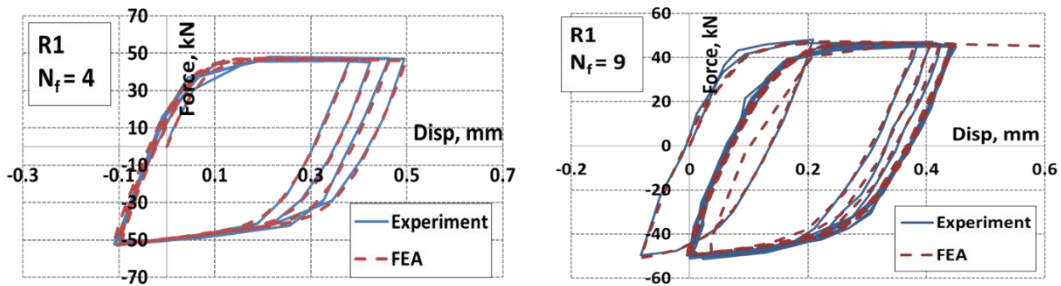 R1
N_f = 4
Force, kN
70
50
30
10
-10
-30
-50
-70
-0.3
-0.1
0.1
0.3
0.5
0.7
Disp, mm
Experiment
FEA
R1
N_f = 9
Force, kN
60
40
20
0
-20
-40
-60
-0.2
0
0.2
0.4
0.6
Disp, mm
Experiment
FEA